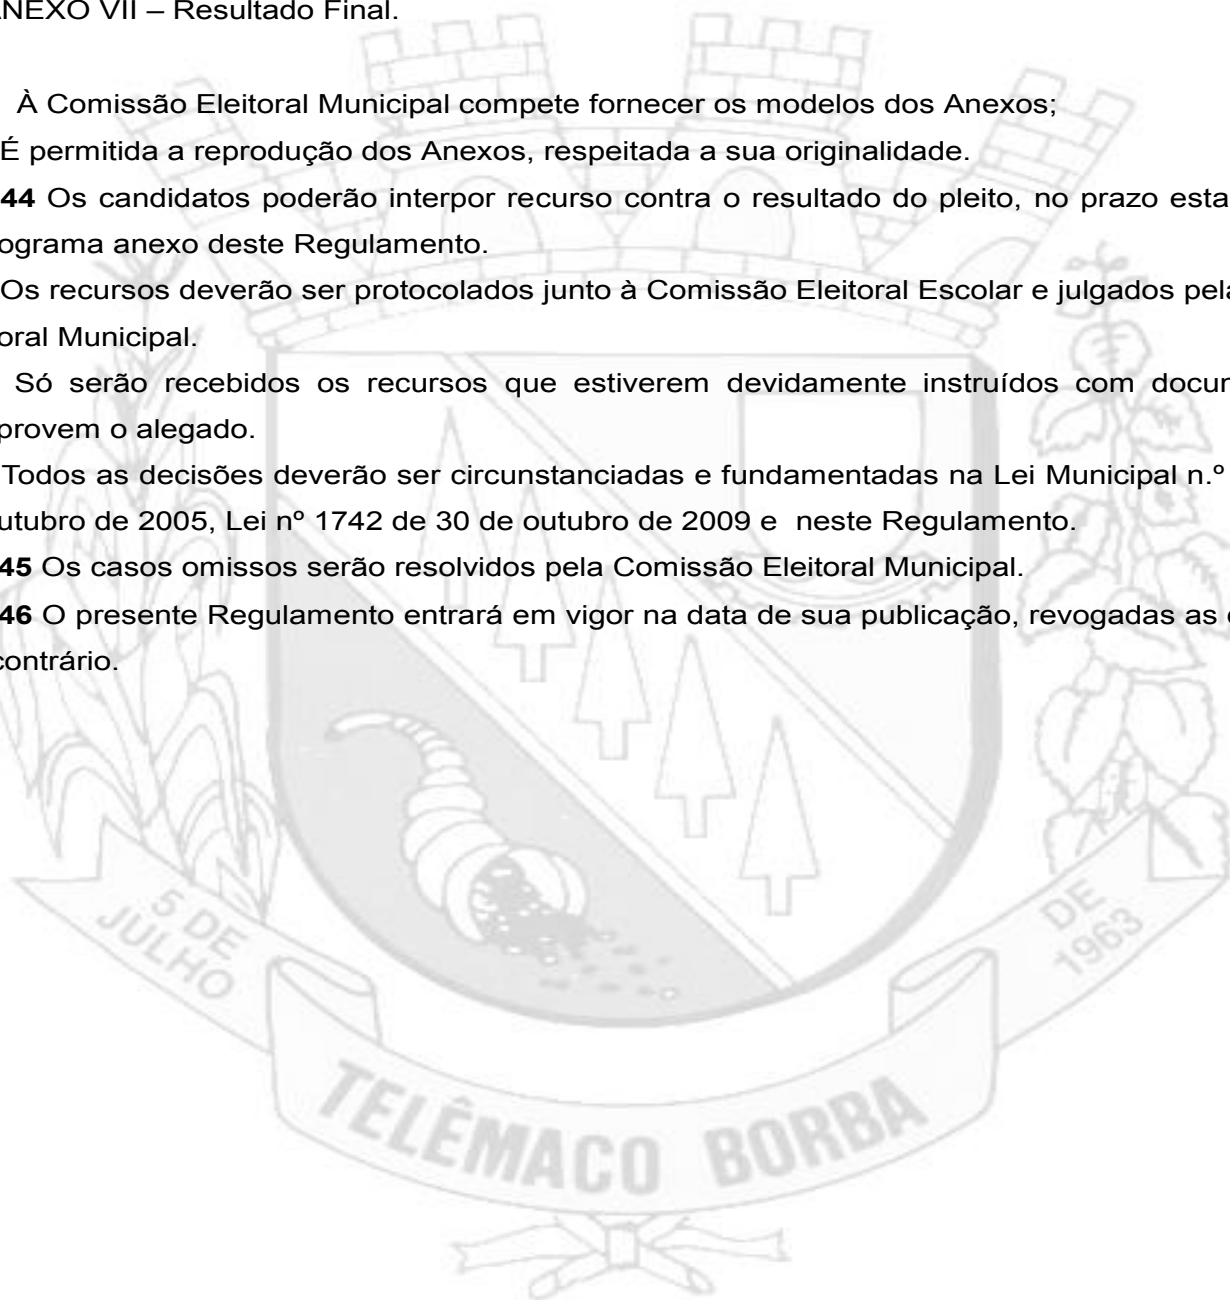 ANEXO VII – Resultado Final.
À Comissão Eleitoral Municipal compete fornecer os modelos dos Anexos;
É permitida a reprodução dos Anexos, respeitada a sua originalidade.
44 Os candidatos poderão interpor recurso contra o resultado do pleito, no prazo esta
ograma anexo deste Regulamento.
Os recursos deverão ser protocolados junto à Comissão Eleitoral Escolar e julgados pela
oral Municipal.
Só serão recebidos os recursos que estiverem devidamente instruídos com docur
provem o alegado.
Todos as decisões deverão ser circunstanciadas e fundamentadas na Lei Municipal n.º
utubro de 2005, Lei nº 1742 de 30 de outubro de 2009 e neste Regulamento.
45 Os casos omissos serão resolvidos pela Comissão Eleitoral Municipal.
46 O presente Regulamento entrará em vigor na data de sua publicação, revogadas as
contrário.
5 DE
JULHO
DE
1963
TELÊMACO BORBA